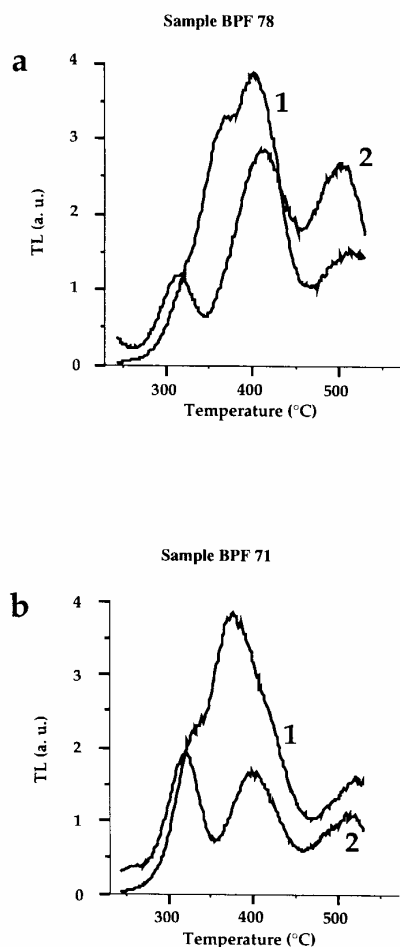 Sample BPF 78
a
4
3
2
1
0
TL (a. u.)
1
2
300
400
500
Temperature (°C)
Sample BPF 71
b
4
3
2
1
0
TL (a. u.)
1
2
300
400
500
Temperature (°C)